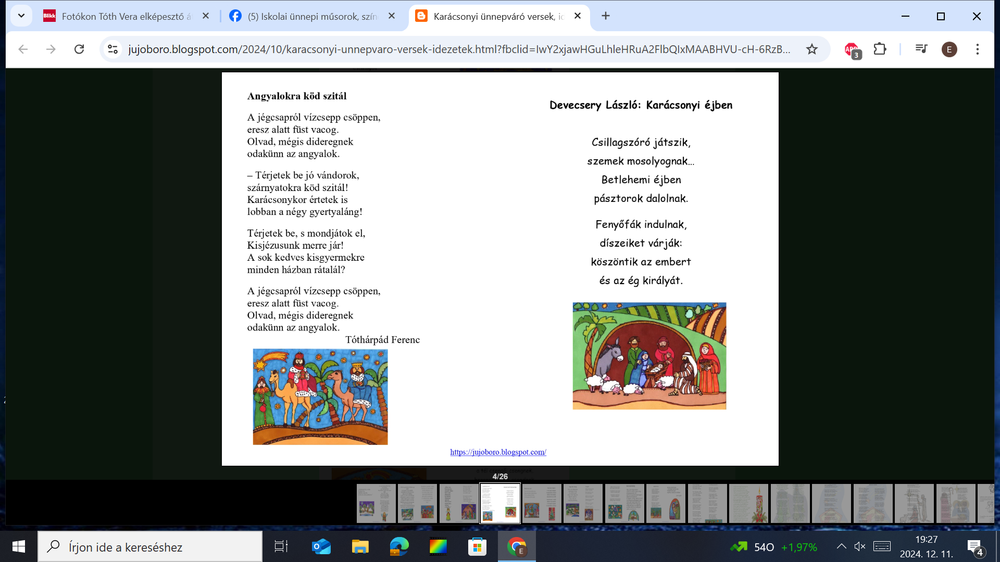 Blikk
Fotókon Tóth Vera elképesztő
(5) Iskolai ünnepi műsorok, szín
Karácsonyi ünnepváró versek, id
jujoboro.blogspot.com/2024/10/karacsonyi-unnepvaro-versek-idezetek.html?fbclid=IwY2xjawHGuLhleHRuA2FlbQIxMAABHVU-cH-6RzB...
ABP
3
E
Angyalokra köd szitál
A jégcsapról vízcsepp csöppen,
eresz alatt füst vacog.
Olvad, mégis dideregnek
odakünn az angyalok.
– Térjetek be jó vándorok,
szárnyatokra köd szitál!
Karácsonykor értetek is
lobban a négy gyertyaláng!
Térjetek be, s mondjátok el,
Kisjézusunk merre jár!
A sok kedves kisgyermekre
minden házban rátalál?
A jégcsapról vízcsepp csöppen,
eresz alatt füst vacog.
Olvad, mégis dideregnek
odakünn az angyalok.
Tóthárpád Ferenc
Devecsery László: Karácsonyi éjben
Csillagszóró játszik,
szemek mosolyognak...
Betlehemi éjben
pásztorok dalolnak.
Fenyőfák indulnak,
díszeiket várják:
köszöntik az embert
és az ég királyát.
https://jujoboro.blogspot.com/
a tél csengői csengnek,
4/26
Írjon ide a kereséshez
E
54O +1,97%
19:27
2024. 12. 11.
4